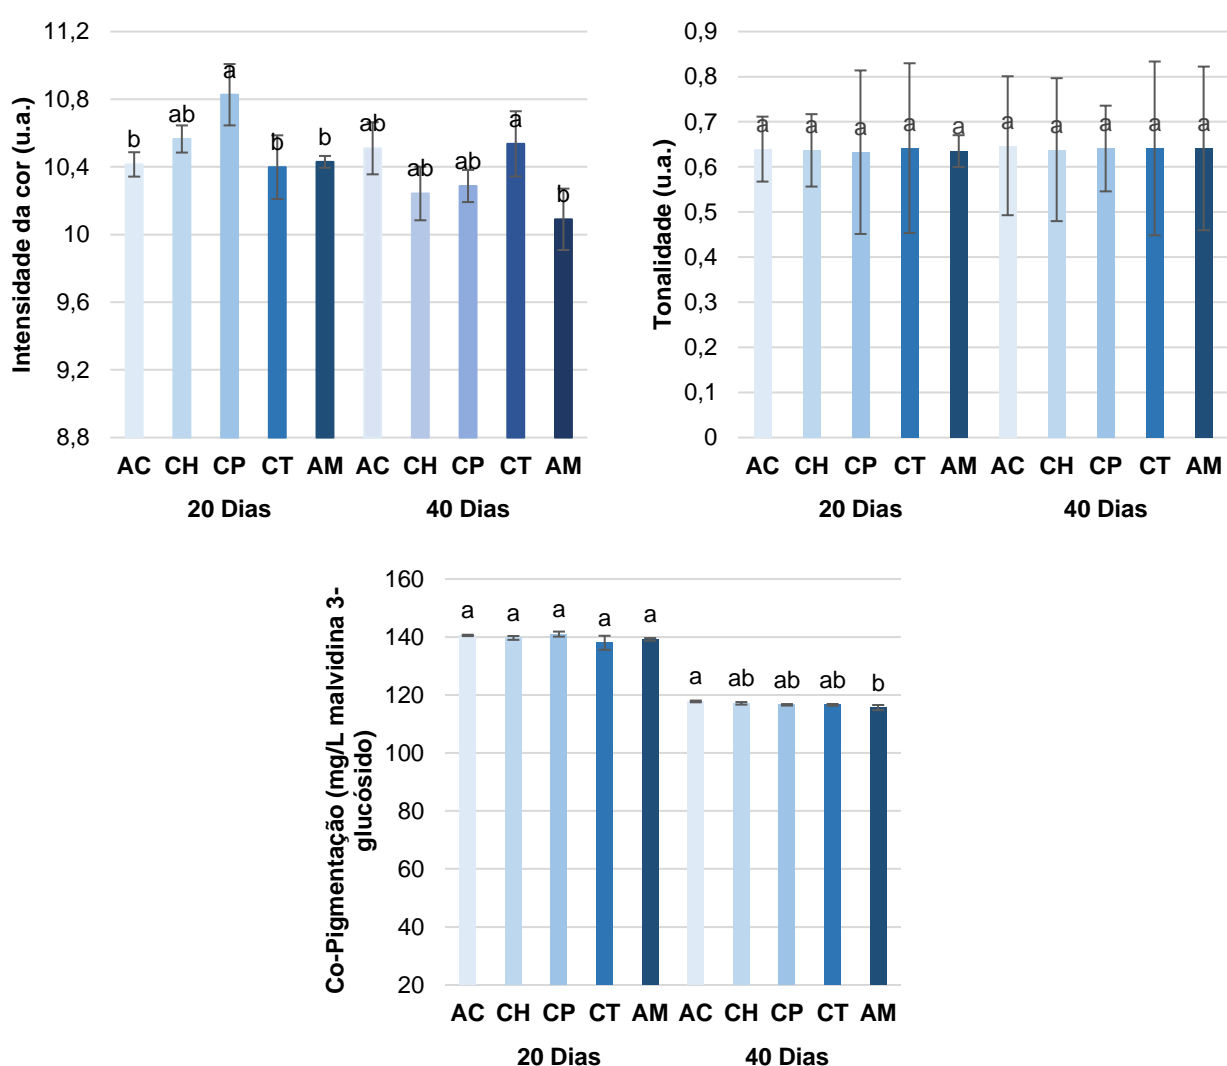 11,2
10,8
10,4
10
9,6
9,2
8,8
Intensidade da cor (u.a.)
b ab a b b ab ab ab a b
AC CH CP CT AM AC CH CP CT AM
20 Dias 40 Dias
0,9
0,8
0,7
0,6
0,5
0,4
0,3
0,2
0,1
0
Tonalidade (u.a.)
a a a a a a a a a a
AC CH CP CT AM AC CH CP CT AM
20 Dias 40 Dias
160
140
120
100
80
60
40
20
Co-Pigmentação (mg/L malvidina 3-
glucósido)
a a a a a a ab ab ab b
AC CH CP CT AM AC CH CP CT AM
20 Dias 40 Dias